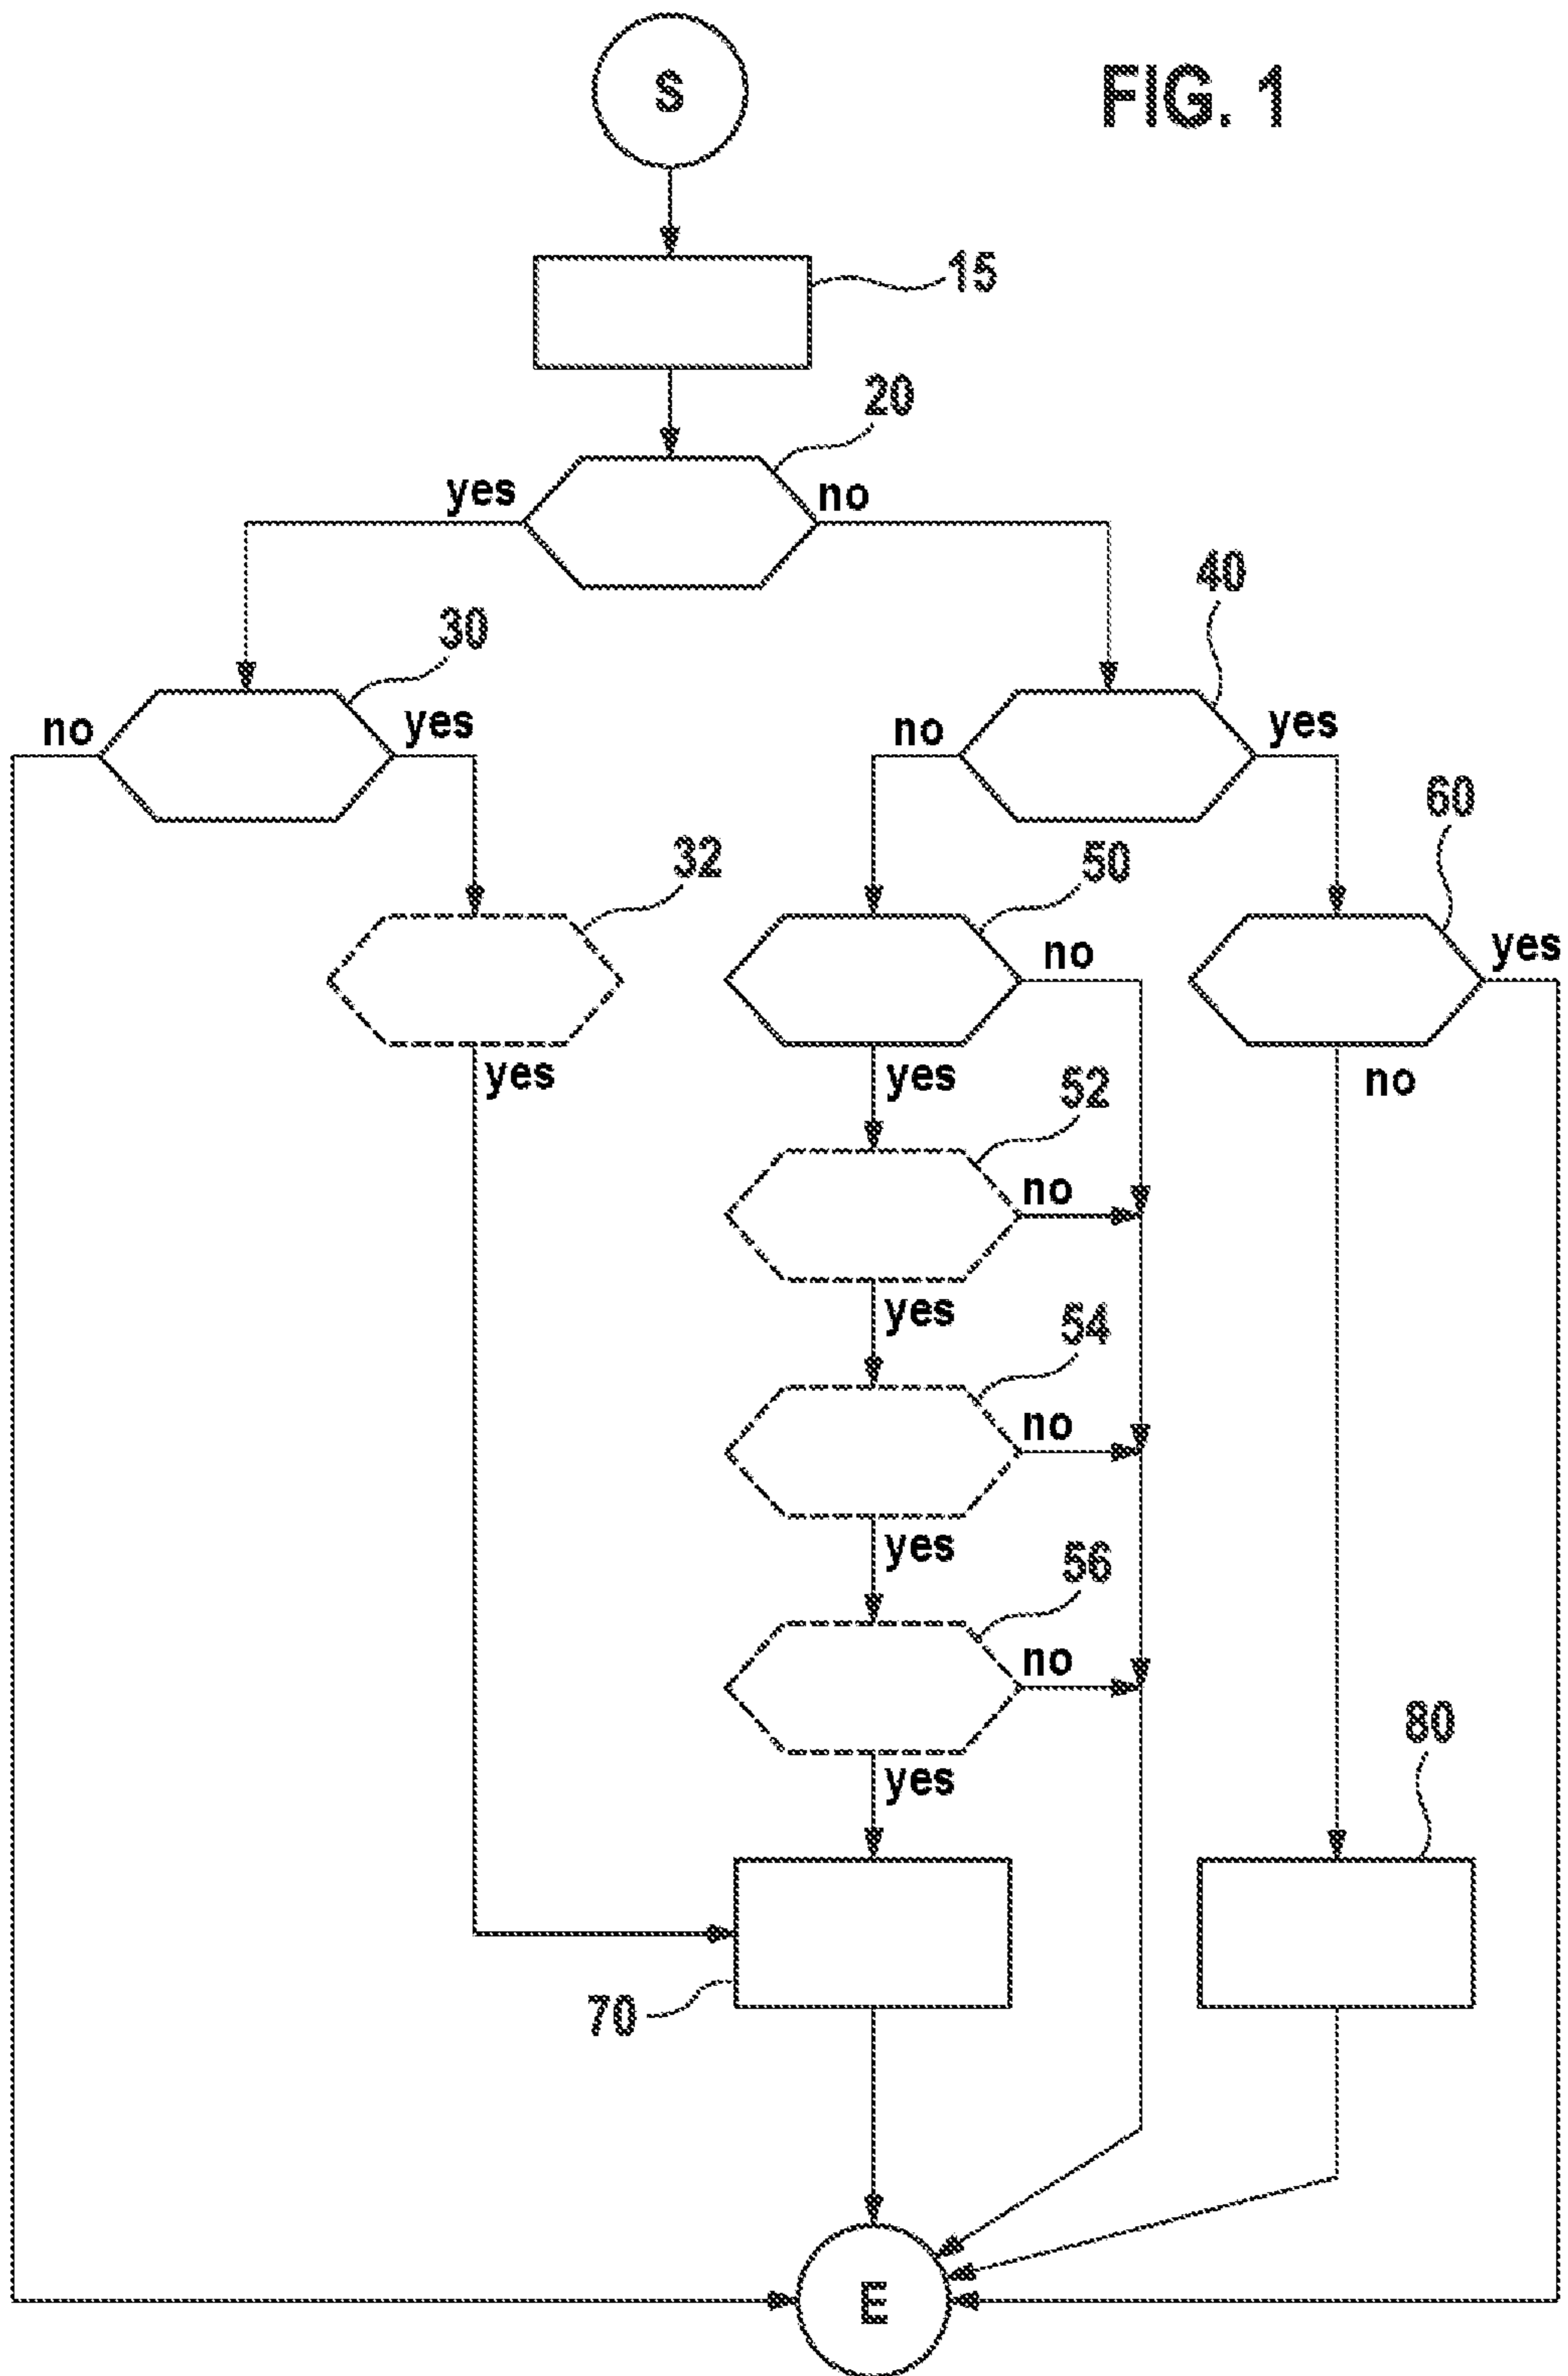 S
FIG. 1
15
20
yes
no
40
30
no
yes
no
yes
60
32
50
no
yes
yes
yes
no
52
no
yes
54
no
yes
56
no
yes
80
70
E